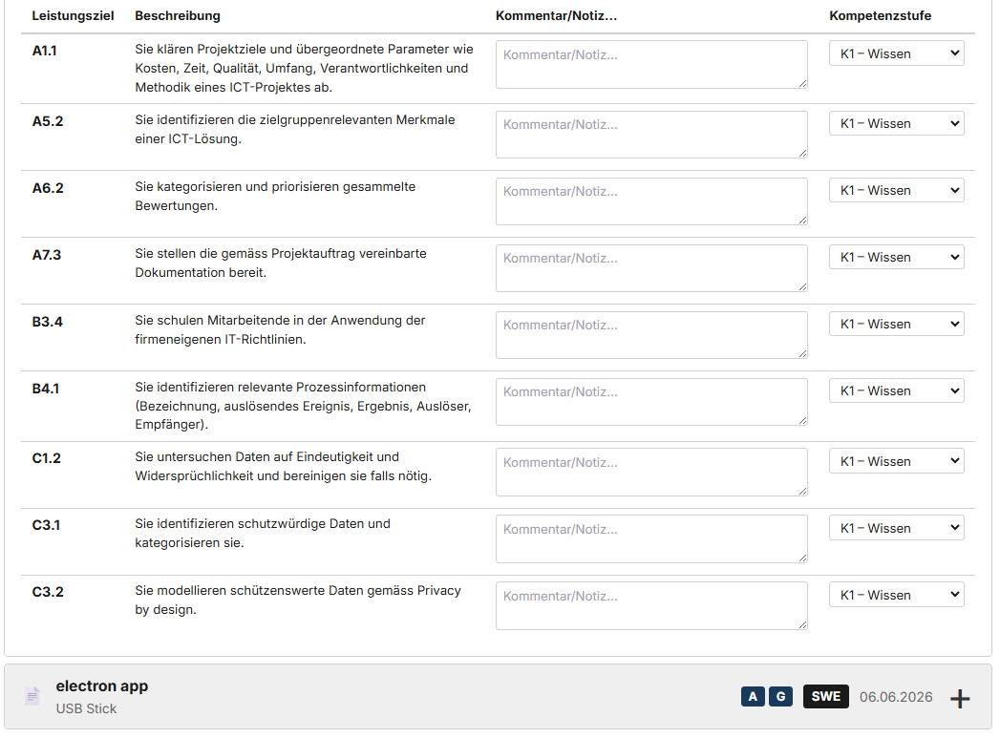 Leistungsziel Beschreibung Kommentar/Notiz... Kompetenzstufe
A1.1 Sie klären Projektziele und übergeordnete Parameter wie Kommentar/Notiz... K1 – Wissen
Kosten, Zeit, Qualität, Umfang, Verantwortlichkeiten und
Methodik eines ICT-Projektes ab.
A5.2 Sie identifizieren die zielgruppenrelevanten Merkmale Kommentar/Notiz... K1 – Wissen
einer ICT-Lösung.
A6.2 Sie kategorisieren und priorisieren gesammelte Kommentar/Notiz... K1 – Wissen
Bewertungen.
A7.3 Sie stellen die gemäss Projektauftrag vereinbarte Kommentar/Notiz... K1 – Wissen
Dokumentation bereit.
B3.4 Sie schulen Mitarbeitende in der Anwendung der Kommentar/Notiz... K1 – Wissen
firmeneigenen IT-Richtlinien.
B4.1 Sie identifizieren relevante Prozessinformationen Kommentar/Notiz... K1 – Wissen
(Bezeichnung, auslösendes Ereignis, Ergebnis, Auslöser,
Empfänger).
C1.2 Sie untersuchen Daten auf Eindeutigkeit und Kommentar/Notiz... K1 – Wissen
Widersprüchlichkeit und bereinigen sie falls nötig.
C3.1 Sie identifizieren schutzwürdige Daten und Kommentar/Notiz... K1 – Wissen
kategorisieren sie.
C3.2 Sie modellieren schützenswerte Daten gemäss Privacy Kommentar/Notiz... K1 – Wissen
by design.
electron app
USB Stick
A G SWE 06.06.2026